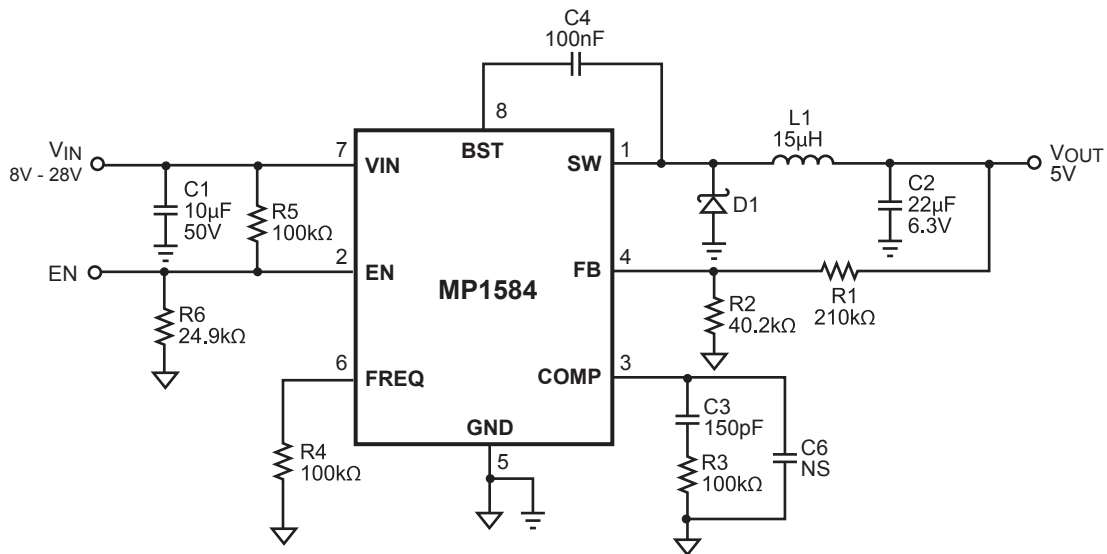 C4
100nF
8
L1
15µH
VIN
8V - 28V
7
VIN
BST
SW
1
VOUT
5V
C1
10µF
50V
R5
100kΩ
D1
C2
22µF
6.3V
EN
2
EN
MP1584
FB
4
R1
210kΩ
R6
24.9kΩ
R2
40.2kΩ
6
FREQ
COMP
3
GND
5
R4
100kΩ
C3
150pF
R3
100kΩ
C6
NS